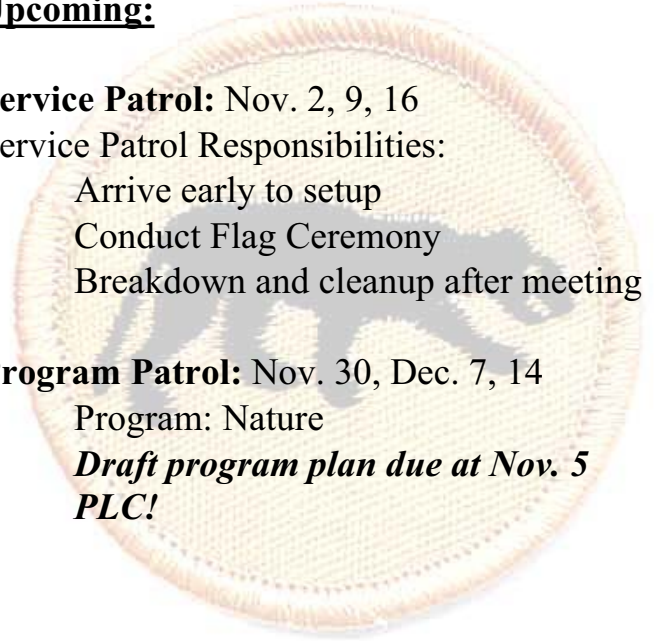 Upcoming:
ervice Patrol: Nov. 2, 9, 16
ervice Patrol Responsibilities:
Arrive early to setup
Conduct Flag Ceremony
Breakdown and cleanup after meeting
rogram Patrol: Nov. 30, Dec. 7, 14
Program: Nature
Draft program plan due at Nov. 5
PLC!